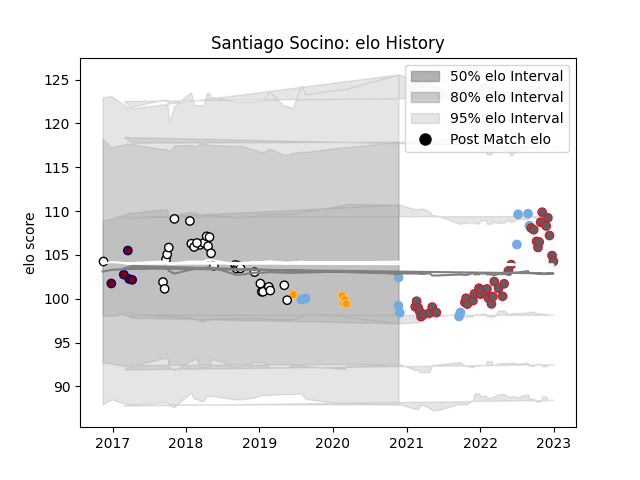 Santiago Socino: elo History
50% elo Interval
80% elo Interval
95% elo Interval
Post Match elo
elo score
125
120
115
110
105
100
95
90
2017
2018
2019
2020
2021
2022
2023